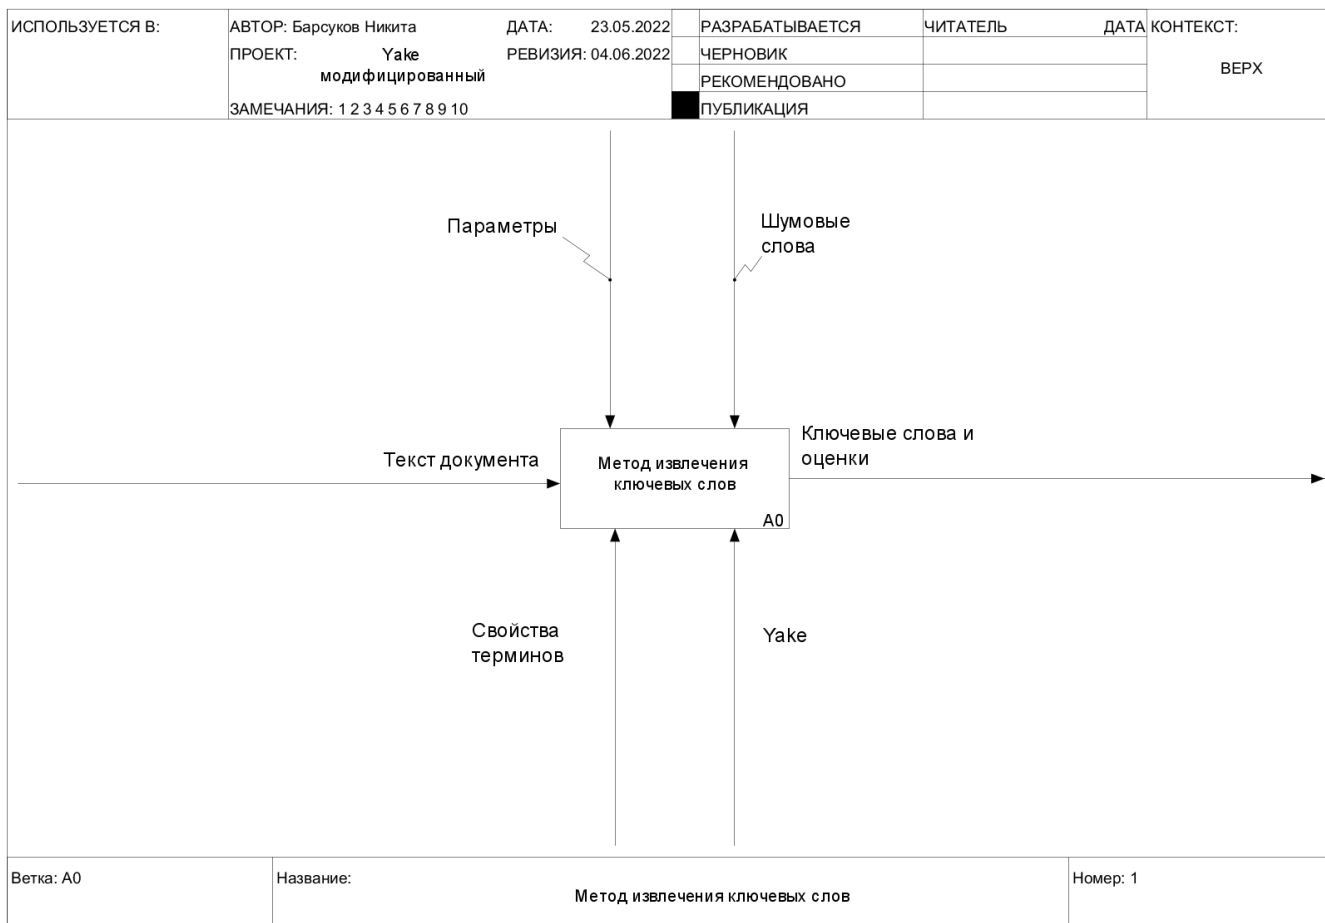 ИСПОЛЬЗУЕТСЯ В:
АВТОР: Барсуков Никита
ДАТА: 23.05.2022
РАЗРАБАТЫВАЕТСЯ
ЧИТАТЕЛЬ
ДАТА
КОНТЕКСТ:
ПРОЕКТ: Yake
модифицированный
РЕВИЗИЯ: 04.06.2022
ЧЕРНОВИК
ВЕРХ
РЕКОМЕНДОВАНО
ЗАМЕЧАНИЯ: 1 2 3 4 5 6 7 8 9 10
ПУБЛИКАЦИЯ
Параметры
Шумовые
слова
Текст документа
Метод извлечения
ключевых слов
A0
Ключевые слова и
оценки
Свойства
терминов
Yake
Ветка: A0
Название:
Метод извлечения ключевых слов
Номер: 1